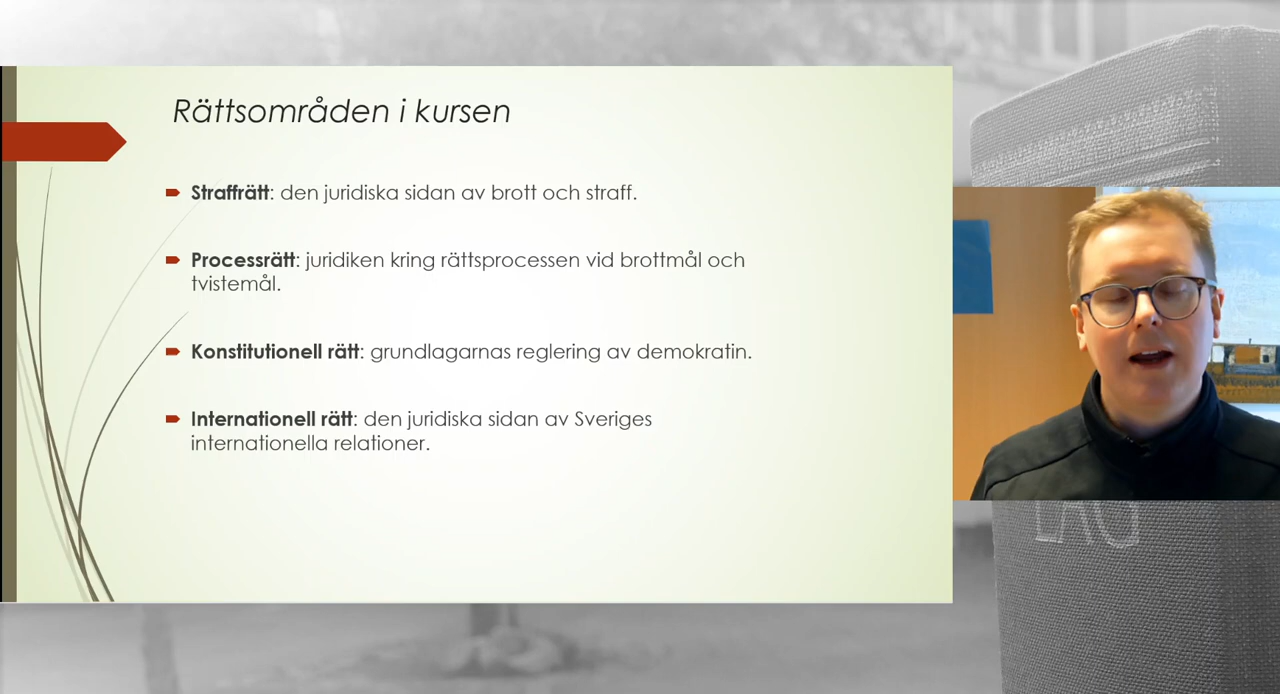 Rättsområden i kursen
Straffrätt: den juridiska sidan av brott och straff.
Processrätt: juridiken kring rättsprocessen vid brottmål och
tvistemål.
Konstitutionell rätt: grundlagarnas reglering av demokratin.
Internationell rätt: den juridiska sidan av Sveriges
internationella relationer.
LAG